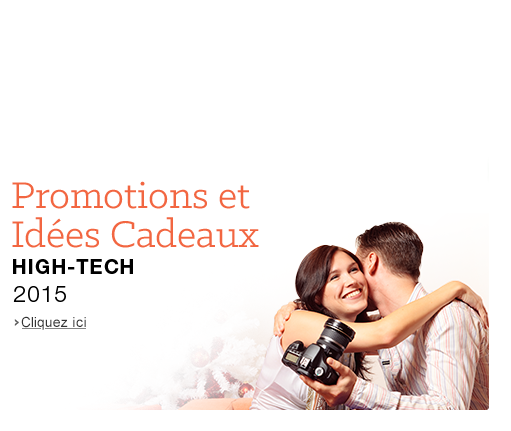 Promotions et
Idées Cadeaux
HIGH-TECH
2015
> Cliquez ici